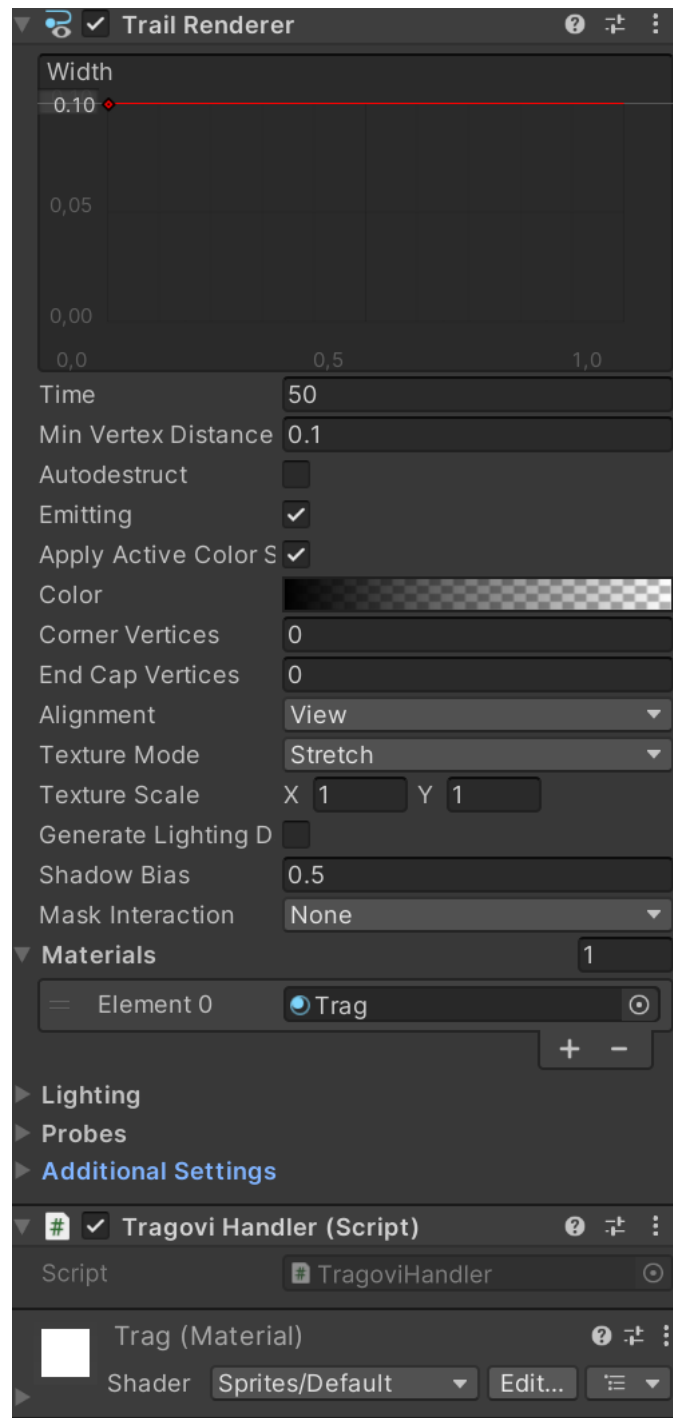 Trail Renderer
Width
0.10
0,05
0,00
0,0 0,5 1,0
Time 50
Min Vertex Distance 0.1
Autodestruct
Emitting
Apply Active Color S
Color
Corner Vertices 0
End Cap Vertices 0
Alignment View
Texture Mode Stretch
Texture Scale X 1 Y 1
Generate Lighting D
Shadow Bias 0.5
Mask Interaction None
Materials 1
Element 0 Trag
+ −
Lighting
Probes
Additional Settings
# Tragovi Handler (Script)
Script # TragoviHandler
Trag (Material)
Shader Sprites/Default Edit...